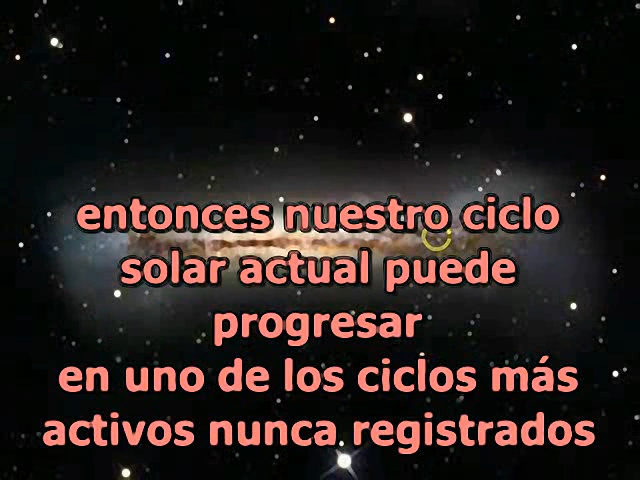 entonces nuestro ciclo
solar actual puede
progresar
en uno de los ciclos más
activos nunca registrados